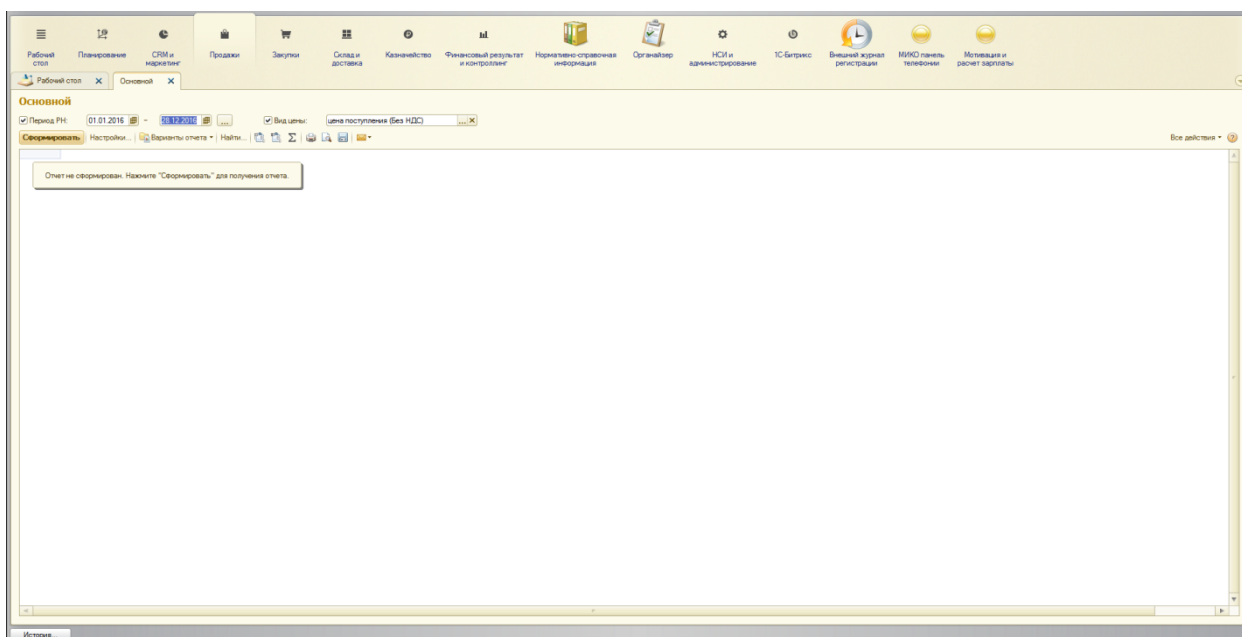 Рабочий стол
Планирование
CRM и маркетинг
Продажи
Закупки
Склад и доставка
Казначейство
Финансовый результат и контроллинг
Нормативно-справочная информация
Органайзер
НСИ и администрирование
1С-Битрикс
Внешний журнал регистрации
МИКО панель телефонии
Мотивация и расчет зарплаты
Рабочий стол
Основной
Основной
Период РН: 01.01.2016 – 28.12.2016 ... Вид цены: цена поступления (Без НДС) ...
Сформировать Настройки... Варианты отчета Найти... Σ Все действия
Отчет не сформирован. Нажмите "Сформировать" для получения отчета.
История...